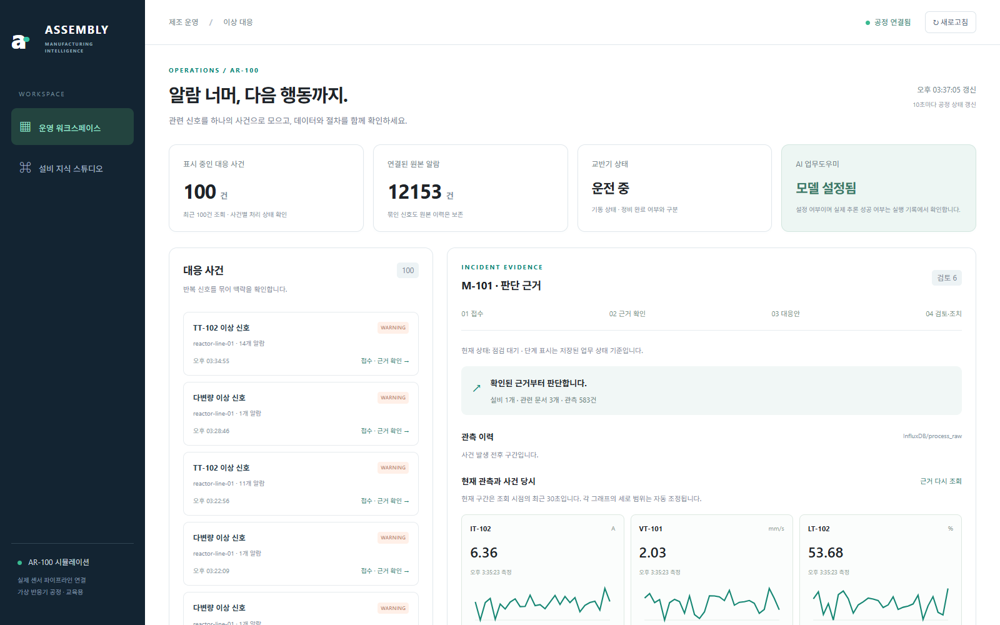 a
ASSEMBLY
MANUFACTURING
INTELLIGENCE
WORKSPACE
운영 워크스페이스
설비 지식 스튜디오
AR-100 시뮬레이션
실제 센서 파이프라인 연결
가상 반응기 공정 · 교육용
제조 운영 / 이상 대응
공정 연결됨
↻ 새로고침
OPERATIONS / AR-100
알람 너머, 다음 행동까지.
관련 신호를 하나의 사건으로 모으고, 데이터와 절차를 함께 확인하세요.
오후 03:37:05 갱신
10초마다 공정 상태 갱신
표시 중인 대응 사건
100 건
최근 100건 조회 · 사건별 처리 상태 확인
연결된 원본 알람
12153 건
묶인 신호도 원본 이력은 보존
교반기 상태
운전 중
기동 상태 · 정비 완료 여부와 구분
AI 업무도우미
모델 설정됨
설정 여부이며 실제 추론 성공 여부는 실행 기록에서 확인합니다.
대응 사건
100
반복 신호를 묶어 맥락을 확인합니다.
TT-102 이상 신호
WARNING
reactor-line-01 · 14개 알람
오후 03:34:55
접수 · 근거 확인 →
다변량 이상 신호
WARNING
reactor-line-01 · 1개 알람
오후 03:28:46
접수 · 근거 확인 →
TT-102 이상 신호
WARNING
reactor-line-01 · 11개 알람
오후 03:22:56
접수 · 근거 확인 →
다변량 이상 신호
WARNING
reactor-line-01 · 1개 알람
오후 03:22:09
접수 · 근거 확인 →
다변량 이상 신호
WARNING
reactor-line-01 · 1개 알람
INCIDENT EVIDENCE
M-101 · 판단 근거
검토 6
01 접수
02 근거 확인
03 대응안
04 검토·조치
현재 상태: 점검 대기 · 단계 표시는 저장된 업무 상태 기준입니다.
↗
확인된 근거부터 판단합니다.
설비 1개 · 관련 문서 3개 · 관측 583건
관측 이력
InfluxDB/process_raw
사건 발생 전후 구간입니다.
현재 관측과 사건 당시
근거 다시 조회
현재 구간은 조회 시점의 최근 30초입니다. 각 그래프의 세로 범위는 자동 조정됩니다.
IT-102
A
6.36
오후 3:35:23 측정
VT-101
mm/s
2.03
오후 3:35:23 측정
LT-102
%
53.68
오후 3:35:23 측정